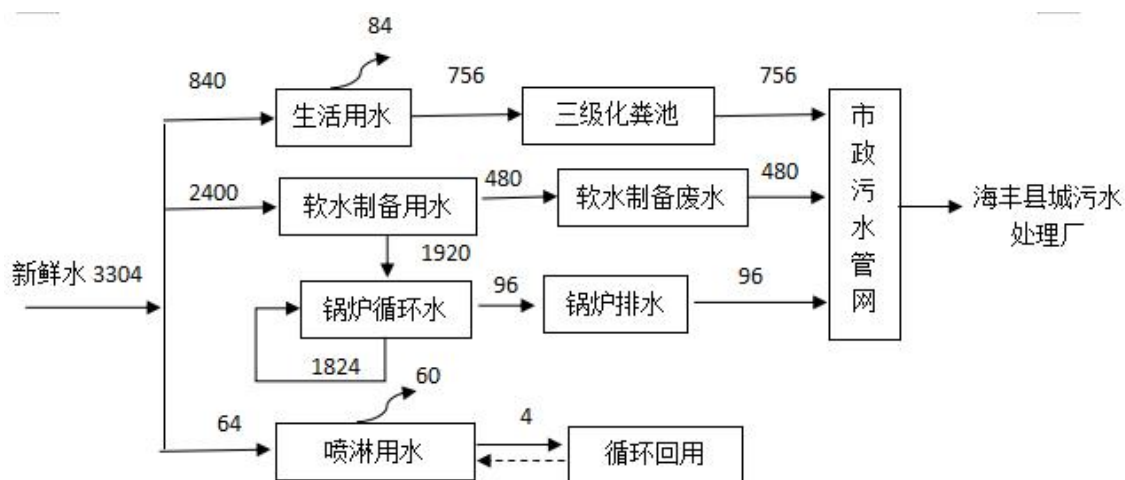 84
840
生活用水
756
三级化粪池
756
市政污水管网
2400
软水制备用水
480
软水制备废水
480
海丰县城污水
处理厂
1920
新鲜水 3304
锅炉循环水
96
锅炉排水
96
1824
60
64
喷淋用水
4
循环回用